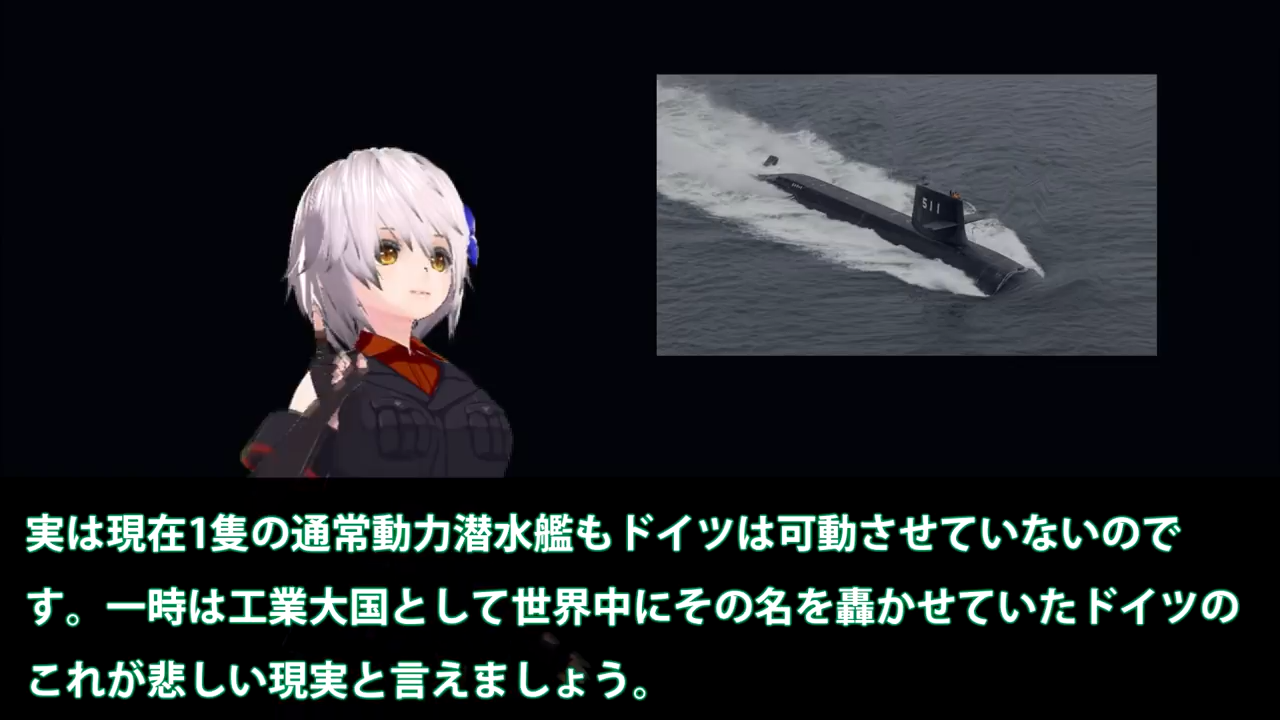 511
実は現在1隻の通常動力潜水艦もドイツは可動させていないので
す。一時は工業大国として世界中にその名を轟かせていたドイツの
これが悲しい現実と言えましょう。